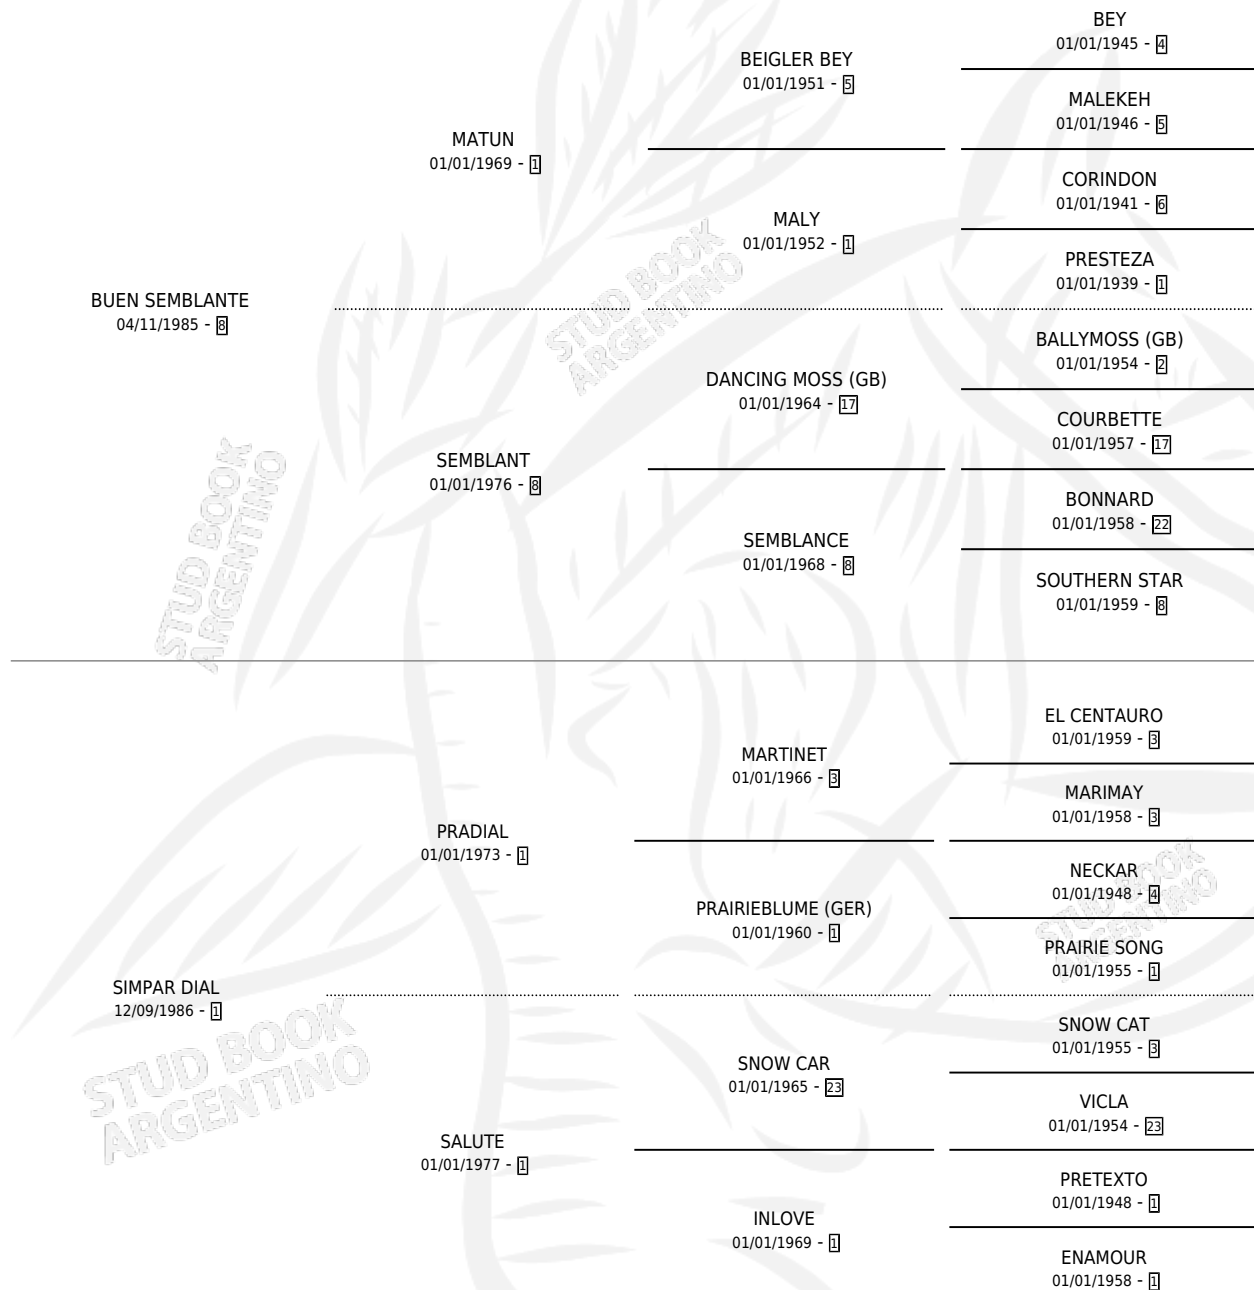 BUEN SEMBLANTE
04/11/1985 - 8
MATUN
01/01/1969 - 1
SEMBLANT
01/01/1976 - 8
BEIGLER BEY
01/01/1951 - 5
MALY
01/01/1952 - 1
DANCING MOSS (GB)
01/01/1964 - 17
SEMBLANCE
01/01/1968 - 8
BEY
01/01/1945 - 4
MALEKEH
01/01/1946 - 5
CORINDON
01/01/1941 - 6
PRESTEZA
01/01/1939 - 1
BALLYMOSS (GB)
01/01/1954 - 2
COURBETTE
01/01/1957 - 17
BONNARD
01/01/1958 - 22
SOUTHERN STAR
01/01/1959 - 8
SIMPAR DIAL
12/09/1986 - 1
PRADIAL
01/01/1973 - 1
SALUTE
01/01/1977 - 1
MARTINET
01/01/1966 - 3
PRAIRIEBLUME (GER)
01/01/1960 - 1
SNOW CAR
01/01/1965 - 23
INLOVE
01/01/1969 - 1
EL CENTAURO
01/01/1959 - 3
MARIMAY
01/01/1958 - 3
NECKAR
01/01/1948 - 4
PRAIRIE SONG
01/01/1955 - 1
SNOW CAT
01/01/1955 - 3
VICLA
01/01/1954 - 23
PRETEXTO
01/01/1948 - 1
ENAMOUR
01/01/1958 - 1
STUD BOOK
ARGENTINO
STUD BOOK
ARGENTINO
STUD BOOK
ARGENTINO
STUD BOOK
ARGENTINO